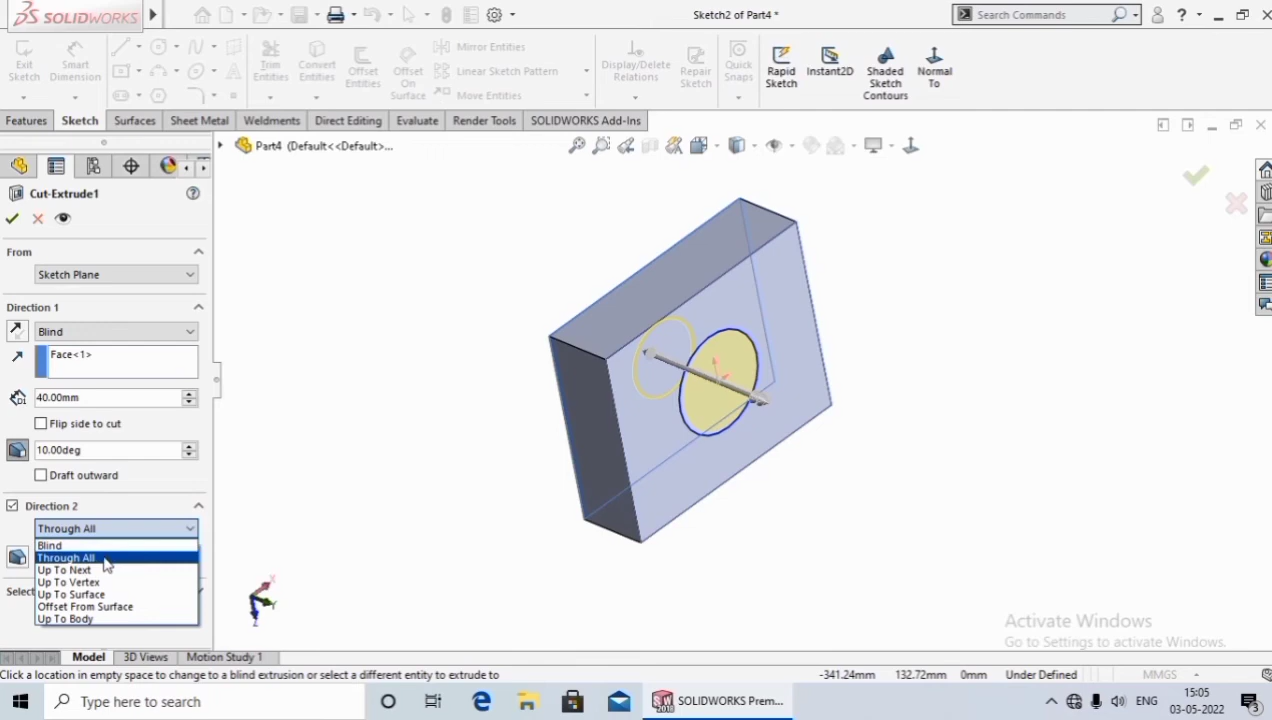 SOLIDWORKS
Sketch2 of Part4 *
Search Commands
Exit Sketch
Smart Dimension
Trim Entities
Convert Entities
Offset Entities
Offset On Surface
Mirror Entities
Linear Sketch Pattern
Move Entities
Display/Delete Relations
Repair Sketch
Quick Snaps
Rapid Sketch
Instant2D
Shaded Sketch Contours
Normal To
Features
Sketch
Surfaces
Sheet Metal
Weldments
Direct Editing
Evaluate
Render Tools
SOLIDWORKS Add-Ins
Part4 (Default<<Default>...
Cut-Extrude1
From
Sketch Plane
Direction 1
Blind
Face<1>
40.00mm
Flip side to cut
10.00deg
Draft outward
Direction 2
Through All
Blind
Through All
Up To Next
Up To Vertex
Up To Surface
Offset From Surface
Up To Body
Selec
Activate Windows
Go to Settings to activate Windows.
Model
3D Views
Motion Study 1
Click a location in empty space to change to a blind extrusion or select a different entity to extrude to
-341.24mm
132.72mm
0mm
Under Defined
MMGS
Type here to search
SOLIDWORKS Prem...
ENG
15:05
03-05-2022